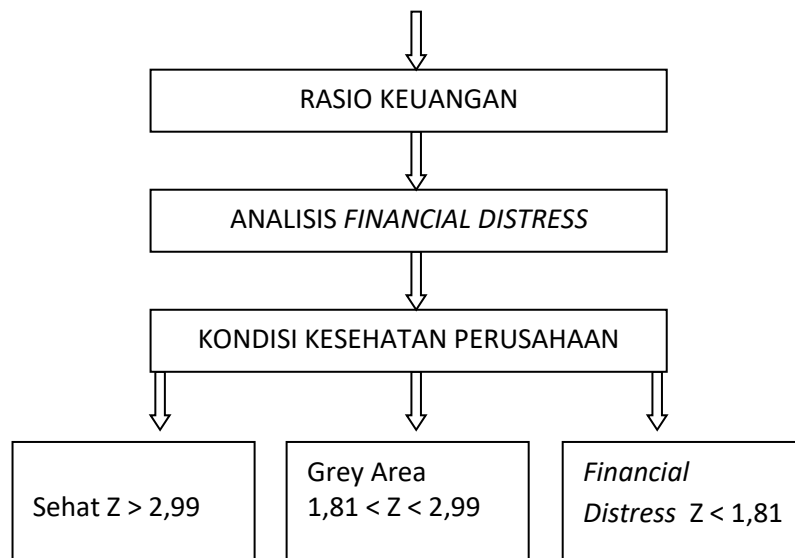 RASIO KEUANGAN
ANALISIS FINANCIAL DISTRESS
KONDISI KESEHATAN PERUSAHAAN
Sehat Z > 2,99
Grey Area
1,81 < Z < 2,99
Financial
Distress Z < 1,81